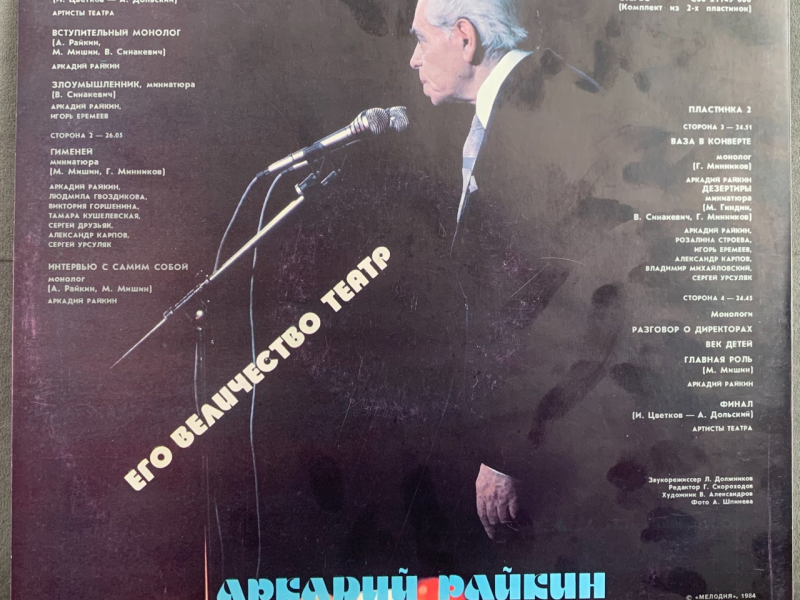 (И. Цветков — А. Дольский)
АРТИСТЫ ТЕАТРА
ВСТУПИТЕЛЬНЫЙ МОНОЛОГ
(А. Райкин,
М. Мишин, В. Синакевич)
АРКАДИЙ РАЙКИН
ЗЛОУМЫШЛЕННИК, миниатюра
(В. Синакевич)
АРКАДИЙ РАЙКИН,
ИГОРЬ ЕРЕМЕЕВ
СТОРОНА 2 — 26.05
ГИМЕНЕЙ
миниатюра
(М. Мишин, Г. Минников)
АРКАДИЙ РАЙКИН,
ЛЮДМИЛА ГВОЗДИКОВА,
ВИКТОРИЯ ГОРШЕНИНА,
ТАМАРА КУШЕЛЕВСКАЯ,
СЕРГЕЙ ДРУЗЬЯК,
АЛЕКСАНДР КАРПОВ,
СЕРГЕЙ УРСУЛЯК
ИНТЕРВЬЮ С САМИМ СОБОЙ
монолог
(А. Райкин, М. Мишин)
АРКАДИЙ РАЙКИН
(Комплект из 2-х пластинок)
ПЛАСТИНКА 2
СТОРОНА 3 — 24.51
ВАЗА В КОНВЕРТЕ
монолог
(Г. Минников)
АРКАДИЙ РАЙКИН
ДЕЗЕРТИРЫ
миниатюра
(М. Гиндин,
В. Синакевич, Г. Минников)
АРКАДИЙ РАЙКИН,
РОЗАЛИНА СТРОЕВА,
ИГОРЬ ЕРЕМЕЕВ,
АЛЕКСАНДР КАРПОВ,
ВЛАДИМИР МИХАЙЛОВСКИЙ,
СЕРГЕЙ УРСУЛЯК
СТОРОНА 4 — 24.45
Монологи
РАЗГОВОР О ДИРЕКТОРАХ
ВЕК ДЕТЕЙ
ГЛАВНАЯ РОЛЬ
(М. Мишин)
АРКАДИЙ РАЙКИН
ФИНАЛ
(И. Цветков — А. Дольский)
АРТИСТЫ ТЕАТРА
ЕГО ВЕЛИЧЕСТВО ТЕАТР
Звукорежиссер Л. Должников
Редактор Г. Скороходов
Художник В. Александров
Фото А. Шпинева
АРКАДИЙ РАЙКИН
© «МЕЛОДИЯ», 1984